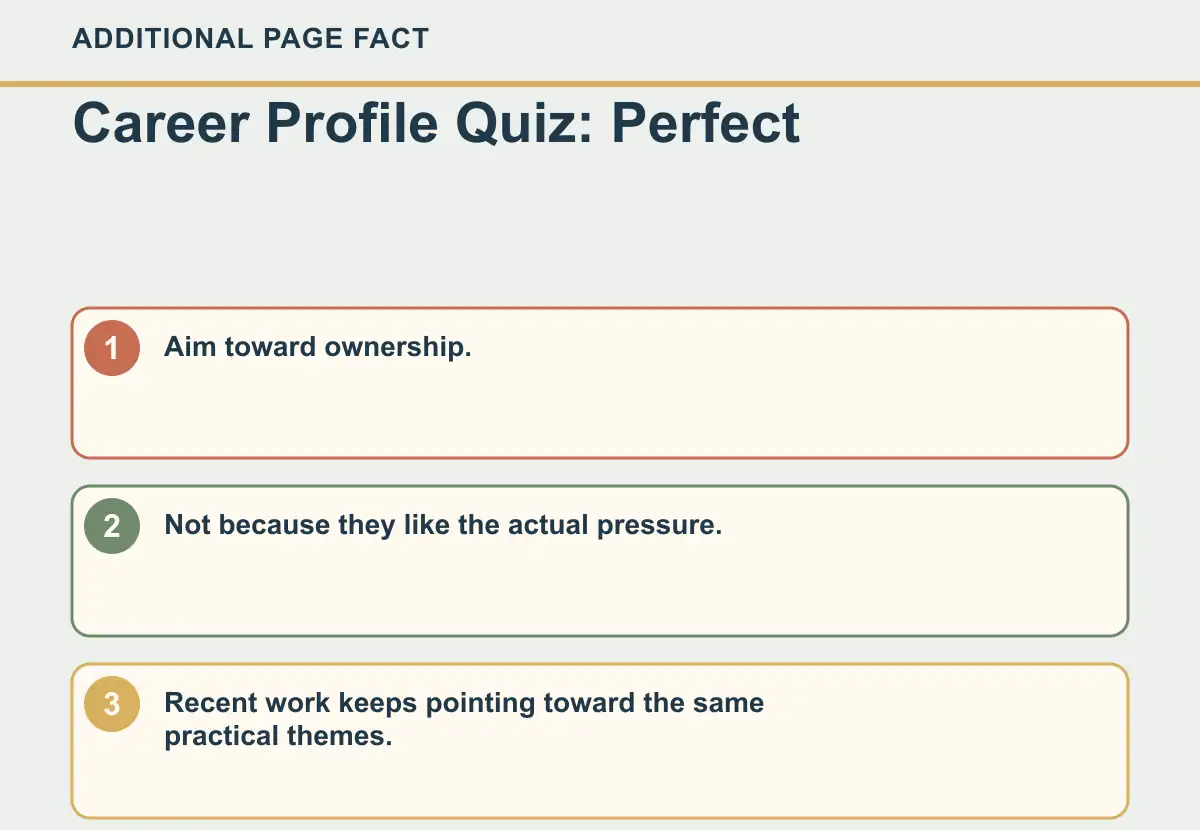 ADDITIONAL PAGE FACT
Career Profile Quiz: Perfect
1
Aim toward ownership.
2
Not because they like the actual pressure.
3
Recent work keeps pointing toward the same
practical themes.